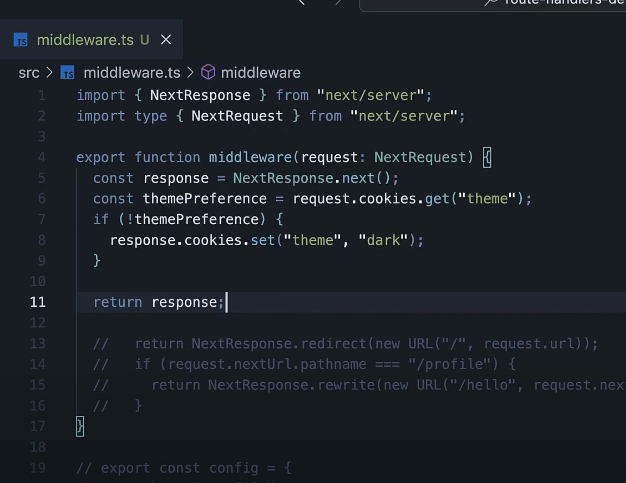 route-handlers-de
TS middleware.ts U ×
src > TS middleware.ts > middleware
1 import { NextResponse } from "next/server";
2 import type { NextRequest } from "next/server";
3
4 export function middleware(request: NextRequest) {
5 const response = NextResponse.next();
6 const themePreference = request.cookies.get("theme");
7 if (!themePreference) {
8 response.cookies.set("theme", "dark");
9 }
10
11 return response;
12
13 // return NextResponse.redirect(new URL("/", request.url));
14 // if (request.nextUrl.pathname === "/profile") {
15 // return NextResponse.rewrite(new URL("/hello", request.nex
16 // }
17 }
18
19 // export const config = {